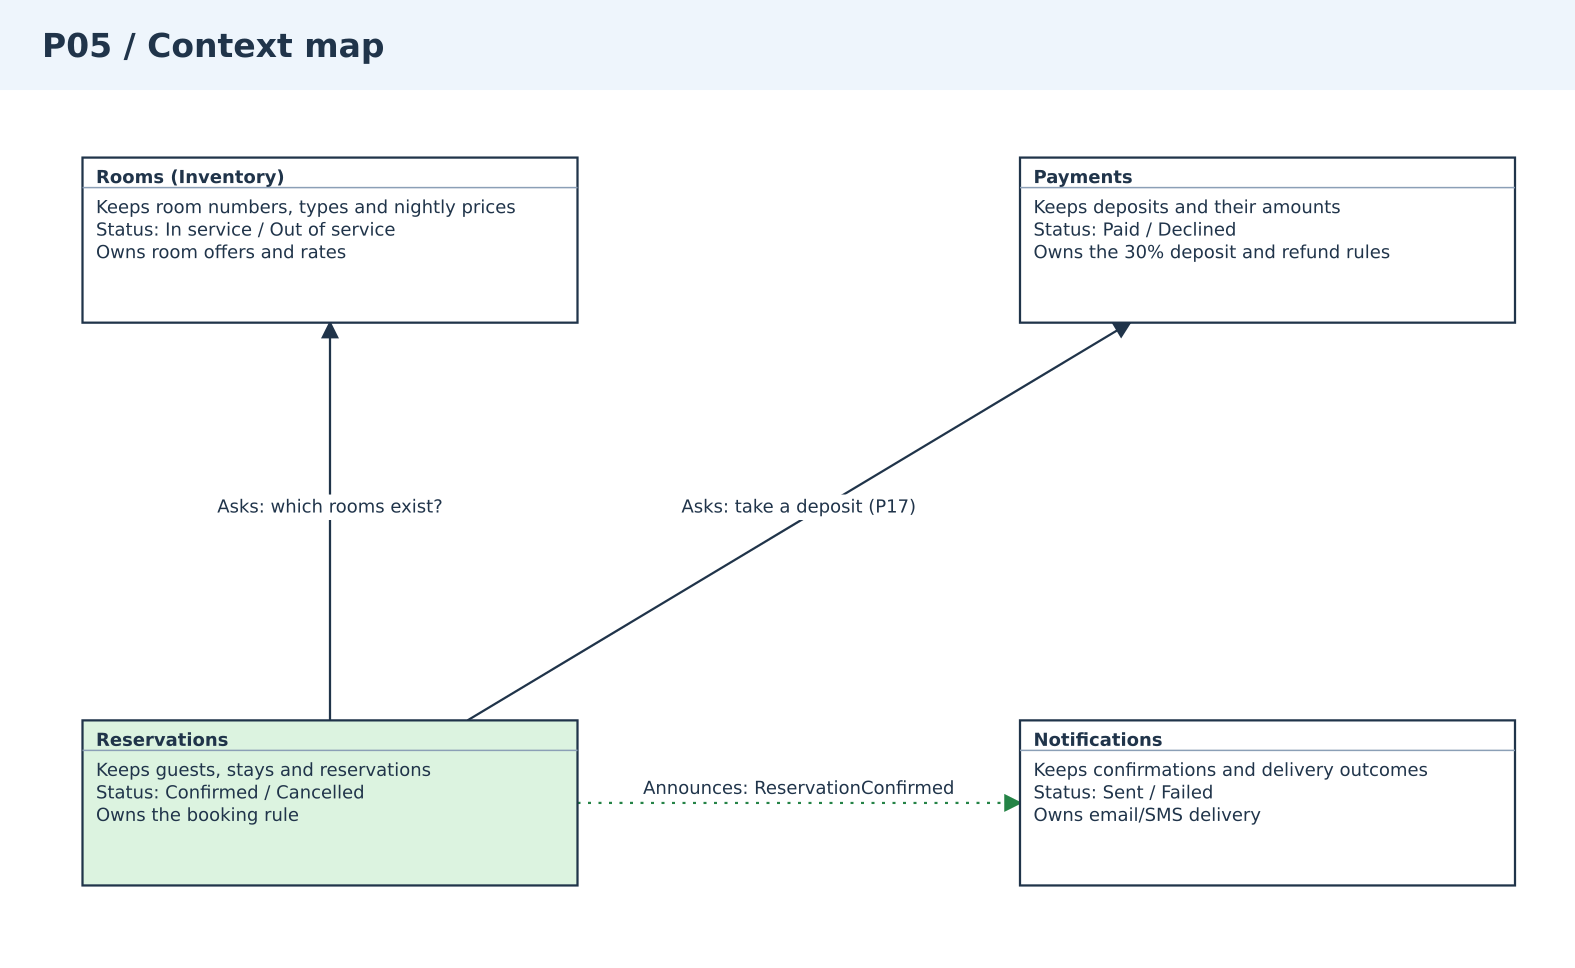 P05 / Context map
Rooms (Inventory)
Keeps room numbers, types and nightly prices
Status: In service / Out of service
Owns room offers and rates
Payments
Keeps deposits and their amounts
Status: Paid / Declined
Owns the 30% deposit and refund rules
Asks: which rooms exist?
Asks: take a deposit (P17)
Reservations
Keeps guests, stays and reservations
Status: Confirmed / Cancelled
Owns the booking rule
Announces: ReservationConfirmed
Notifications
Keeps confirmations and delivery outcomes
Status: Sent / Failed
Owns email/SMS delivery